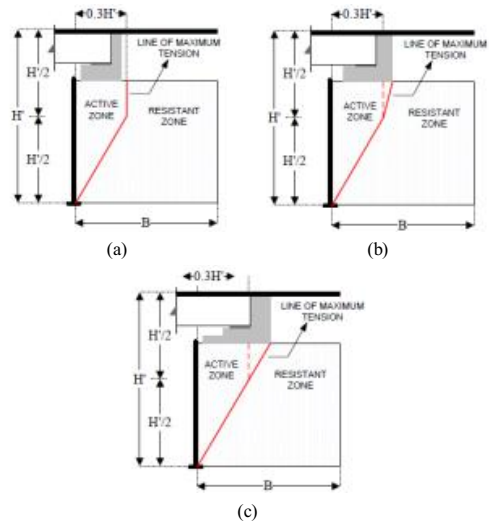 0.3H'
LINE OF MAXIMUM
TENSION
H'
H'/2
H'/2
ACTIVE
ZONE
RESISTANT
ZONE
B
(a)
0.3H'
LINE OF MAXIMUM
TENSION
H'
H'/2
H'/2
ACTIVE
ZONE
RESISTANT
ZONE
B
(b)
0.3H'
LINE OF MAXIMUM
TENSION
H'
H'/2
H'/2
ACTIVE
ZONE
RESISTANT
ZONE
B
(c)